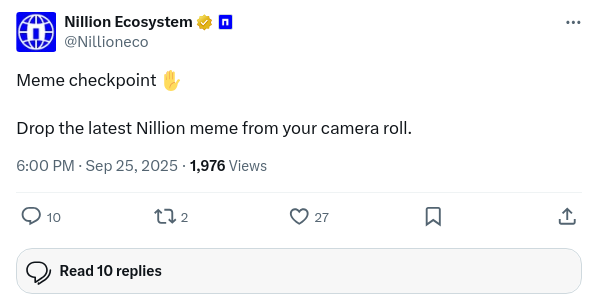 Nillion Ecosystem
@Nillioneco
Meme checkpoint ✋
Drop the latest Nillion meme from your camera roll.
6:00 PM · Sep 25, 2025 · 1,976 Views
10 2 27
Read 10 replies